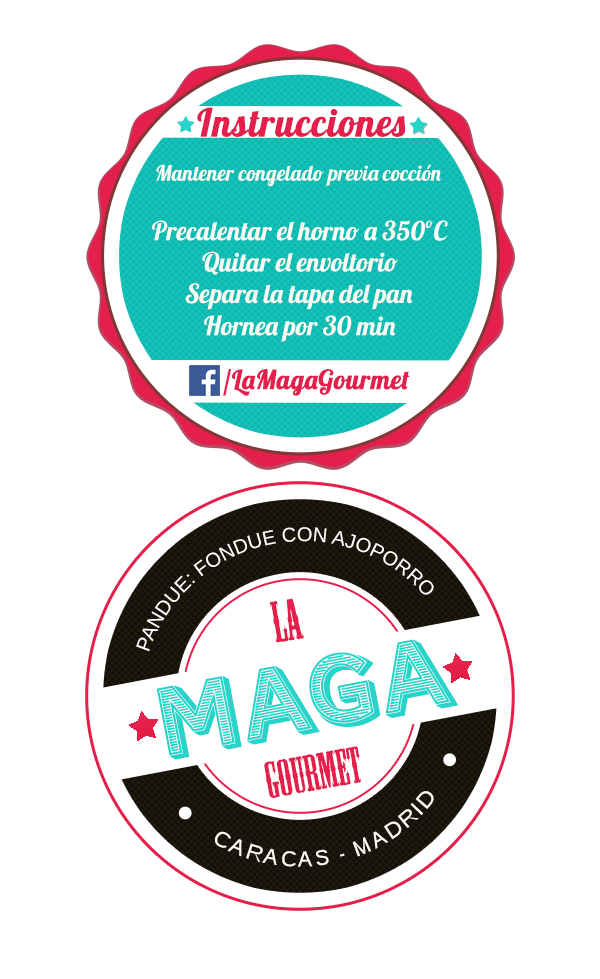 Instrucciones
Mantener congelado previa cocción
Precalentar el horno a 350°C
Quitar el envoltorio
Separa la tapa del pan
Hornea por 30 min
f/LaMagaGourmet
PANDUE: FONDUE CON AJOPORRO
LA
MAGA
GOURMET
CARACAS - MADRID